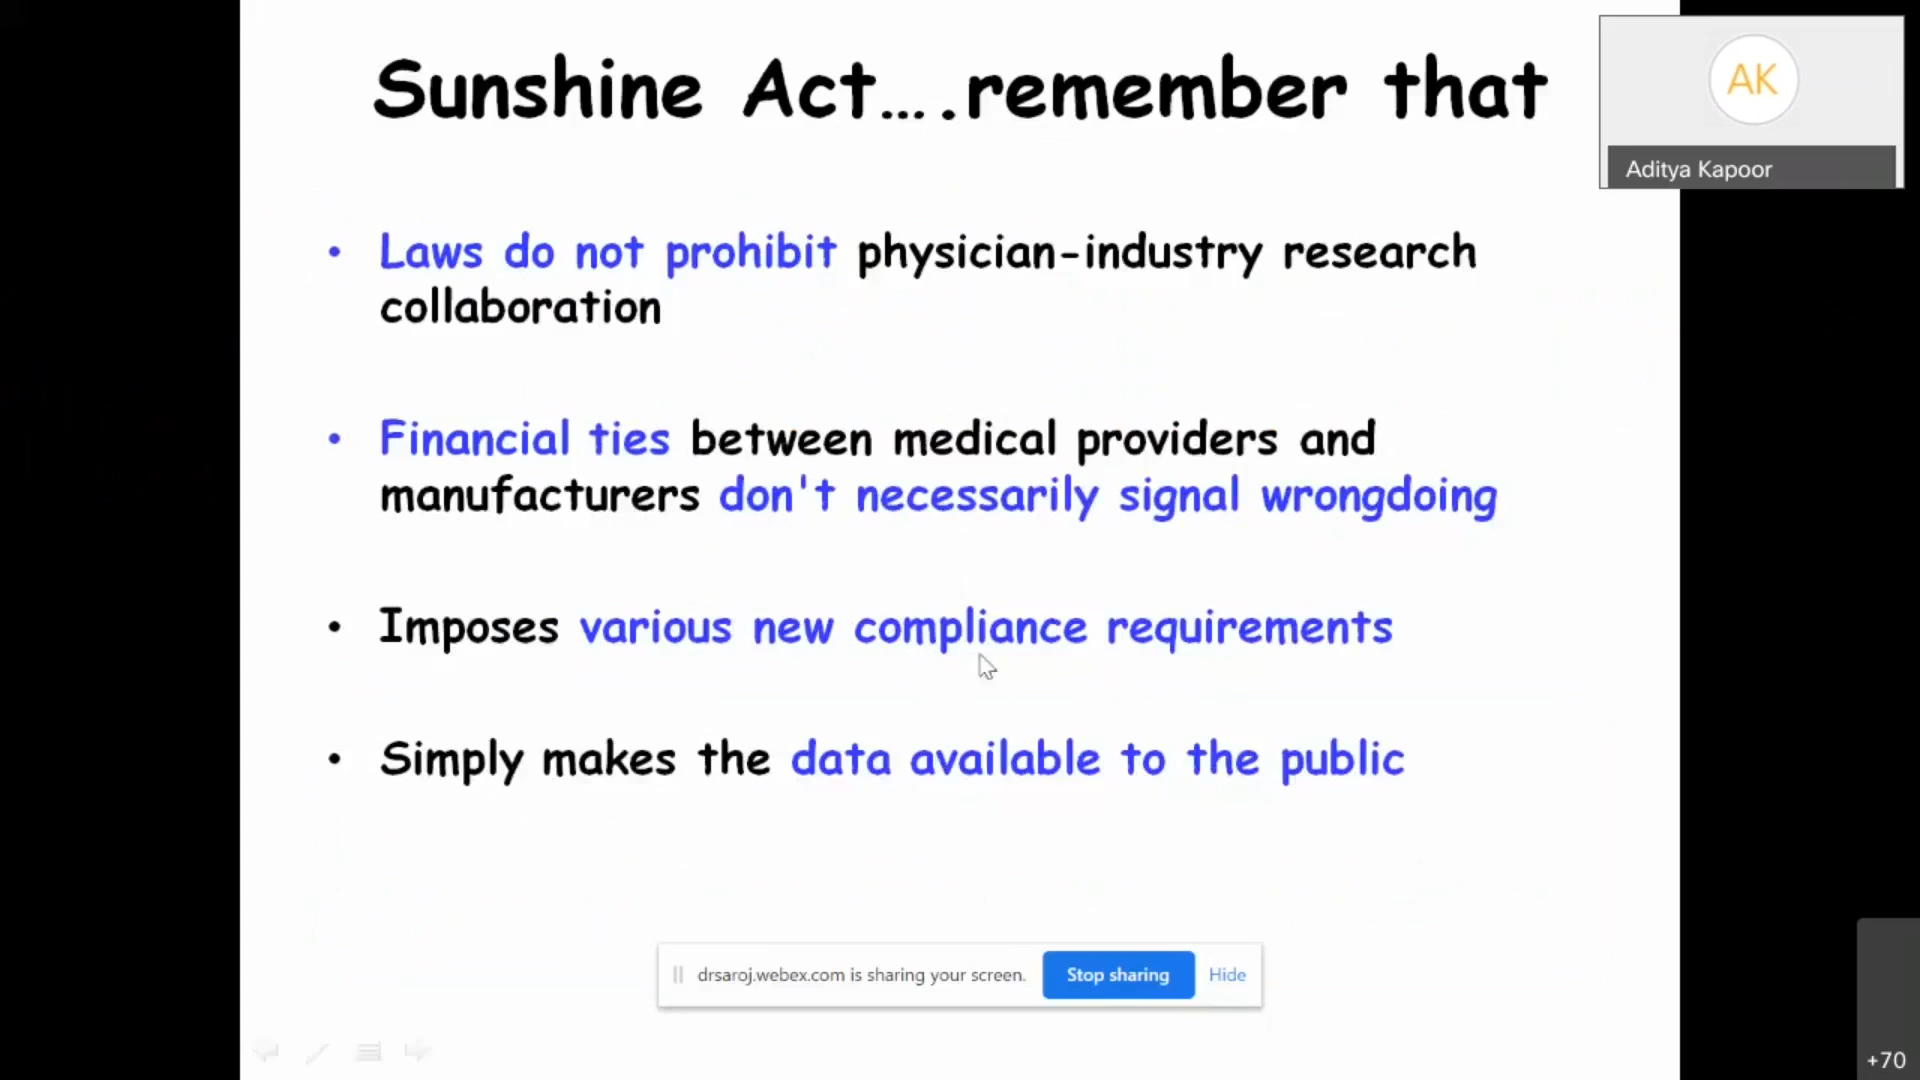 Sunshine Act....remember that
AK
Aditya Kapoor
• Laws do not prohibit physician-industry research
collaboration
• Financial ties between medical providers and
manufacturers don't necessarily signal wrongdoing
• Imposes various new compliance requirements
• Simply makes the data available to the public
drsaroj.webex.com is sharing your screen.
Stop sharing
Hide
+70